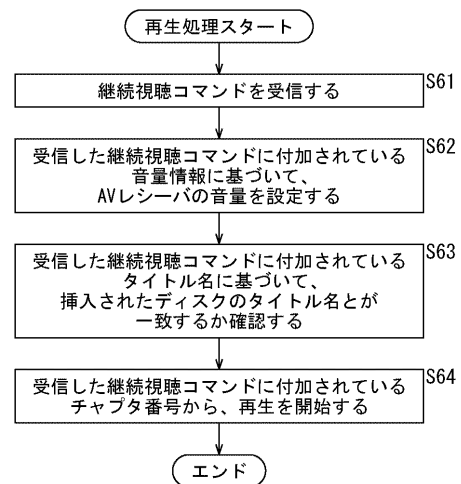 再生処理スタート
S61
継続視聴コマンドを受信する
S62
受信した継続視聴コマンドに付加されている
音量情報に基づいて、
AVレシーバの音量を設定する
S63
受信した継続視聴コマンドに付加されている
タイトル名に基づいて、
挿入されたディスクのタイトル名とが
一致するか確認する
S64
受信した継続視聴コマンドに付加されている
チャプタ番号から、再生を開始する
エンド